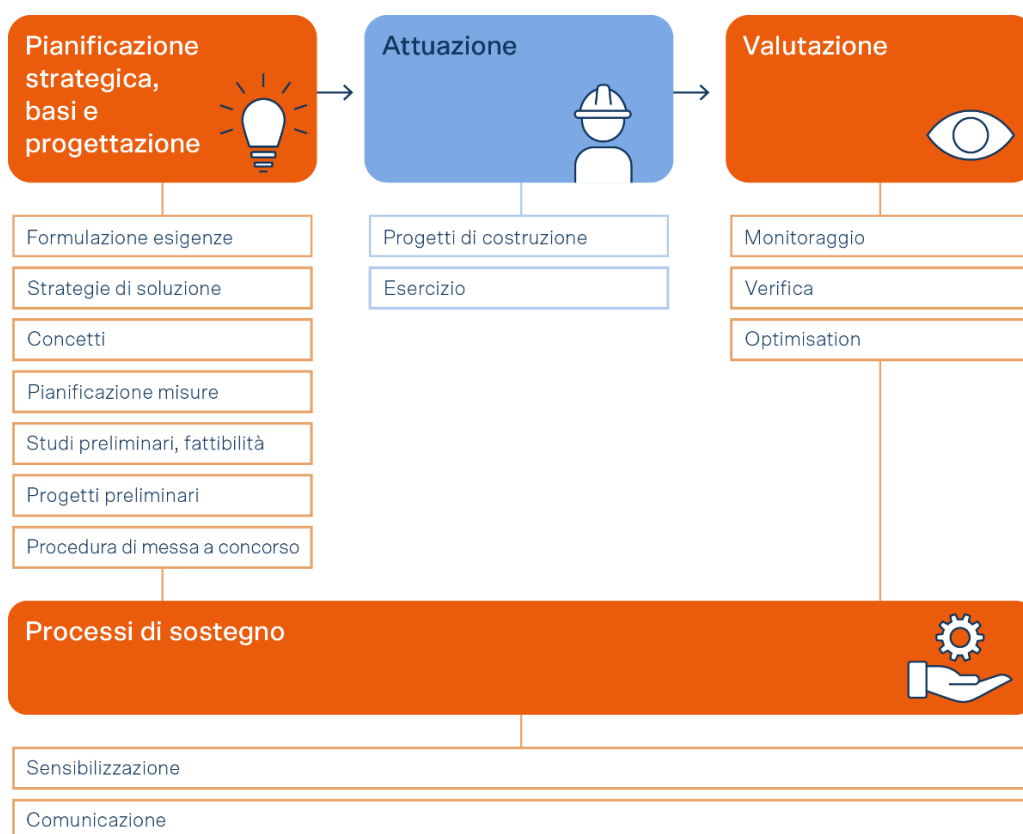 Pianificazione
strategica,
basi e
progettazione
Formulazione esigenze
Strategie di soluzione
Concetti
Pianificazione misure
Studi preliminari, fattibilità
Progetti preliminari
Procedura di messa a concorso
Attuazione
Progetti di costruzione
Esercizio
Valutazione
Monitoraggio
Verifica
Optimisation
Processi di sostegno
Sensibilizzazione
Comunicazione